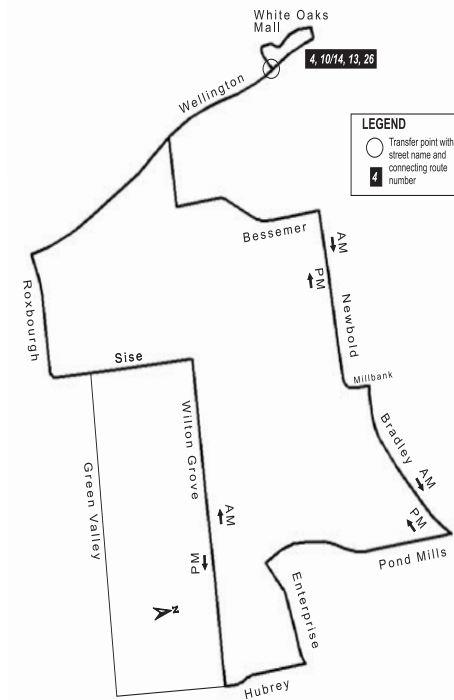 White Oaks
Mall
4, 10/14, 13, 26
Wellington
LEGEND
Transfer point with
street name and
connecting route
number
4
Bessemer
AM
PM
Newbold
Roxbourgh
Sise
Millbank
Bradley
AM
PM
Wilton Grove
Green Valley
AM
PM
Pond Mills
Enterprise
N
Hubrey